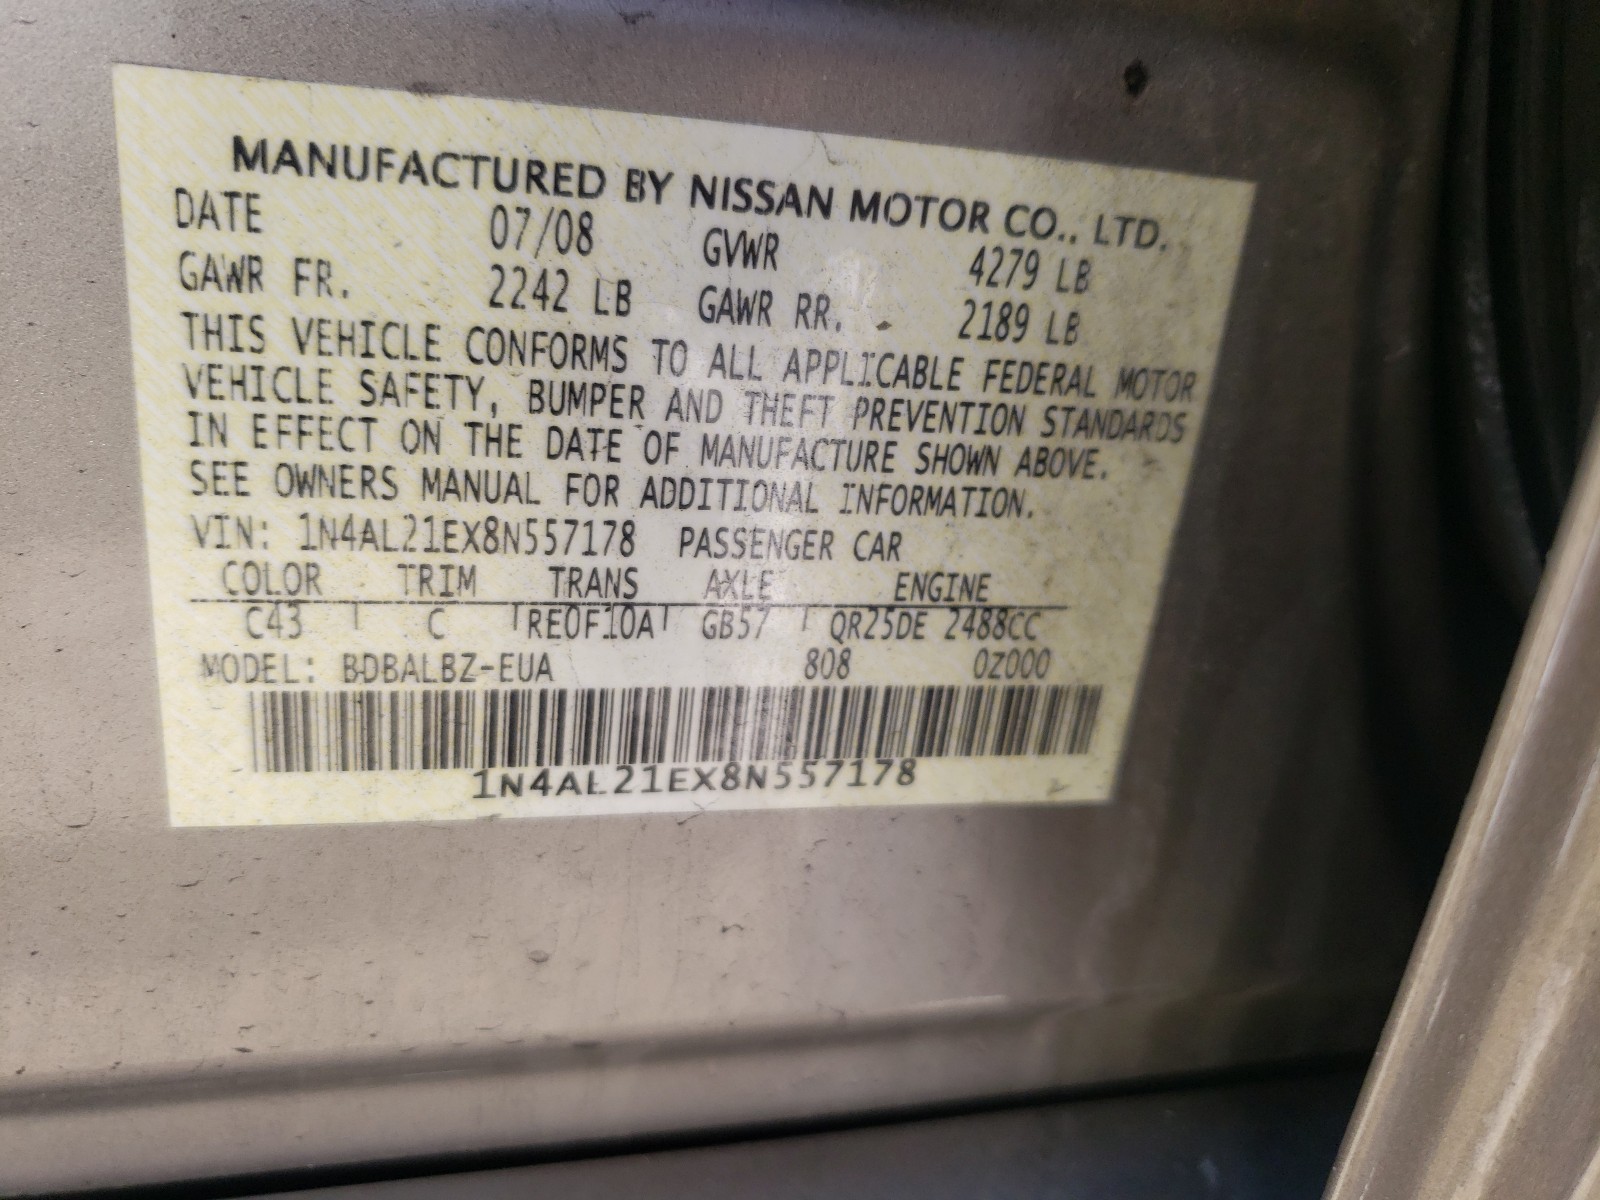 MANUFACTURED BY NISSAN MOTOR CO., LTD.
DATE 07/08 GVWR 4279 LB
GAWR FR. 2242 LB GAWR RR. 2189 LB
THIS VEHICLE CONFORMS TO ALL APPLICABLE FEDERAL MOTOR
VEHICLE SAFETY, BUMPER AND THEFT PREVENTION STANDARDS
IN EFFECT ON THE DATE OF MANUFACTURE SHOWN ABOVE.
SEE OWNERS MANUAL FOR ADDITIONAL INFORMATION.
VIN: 1N4AL21EX8N557178 PASSENGER CAR
COLOR TRIM TRANS AXLE ENGINE
C43 C RE0F10A GB57 QR25DE 2488CC
MODEL: BDBALBZ-EUA 808 0Z000
1N4AL21EX8N557178